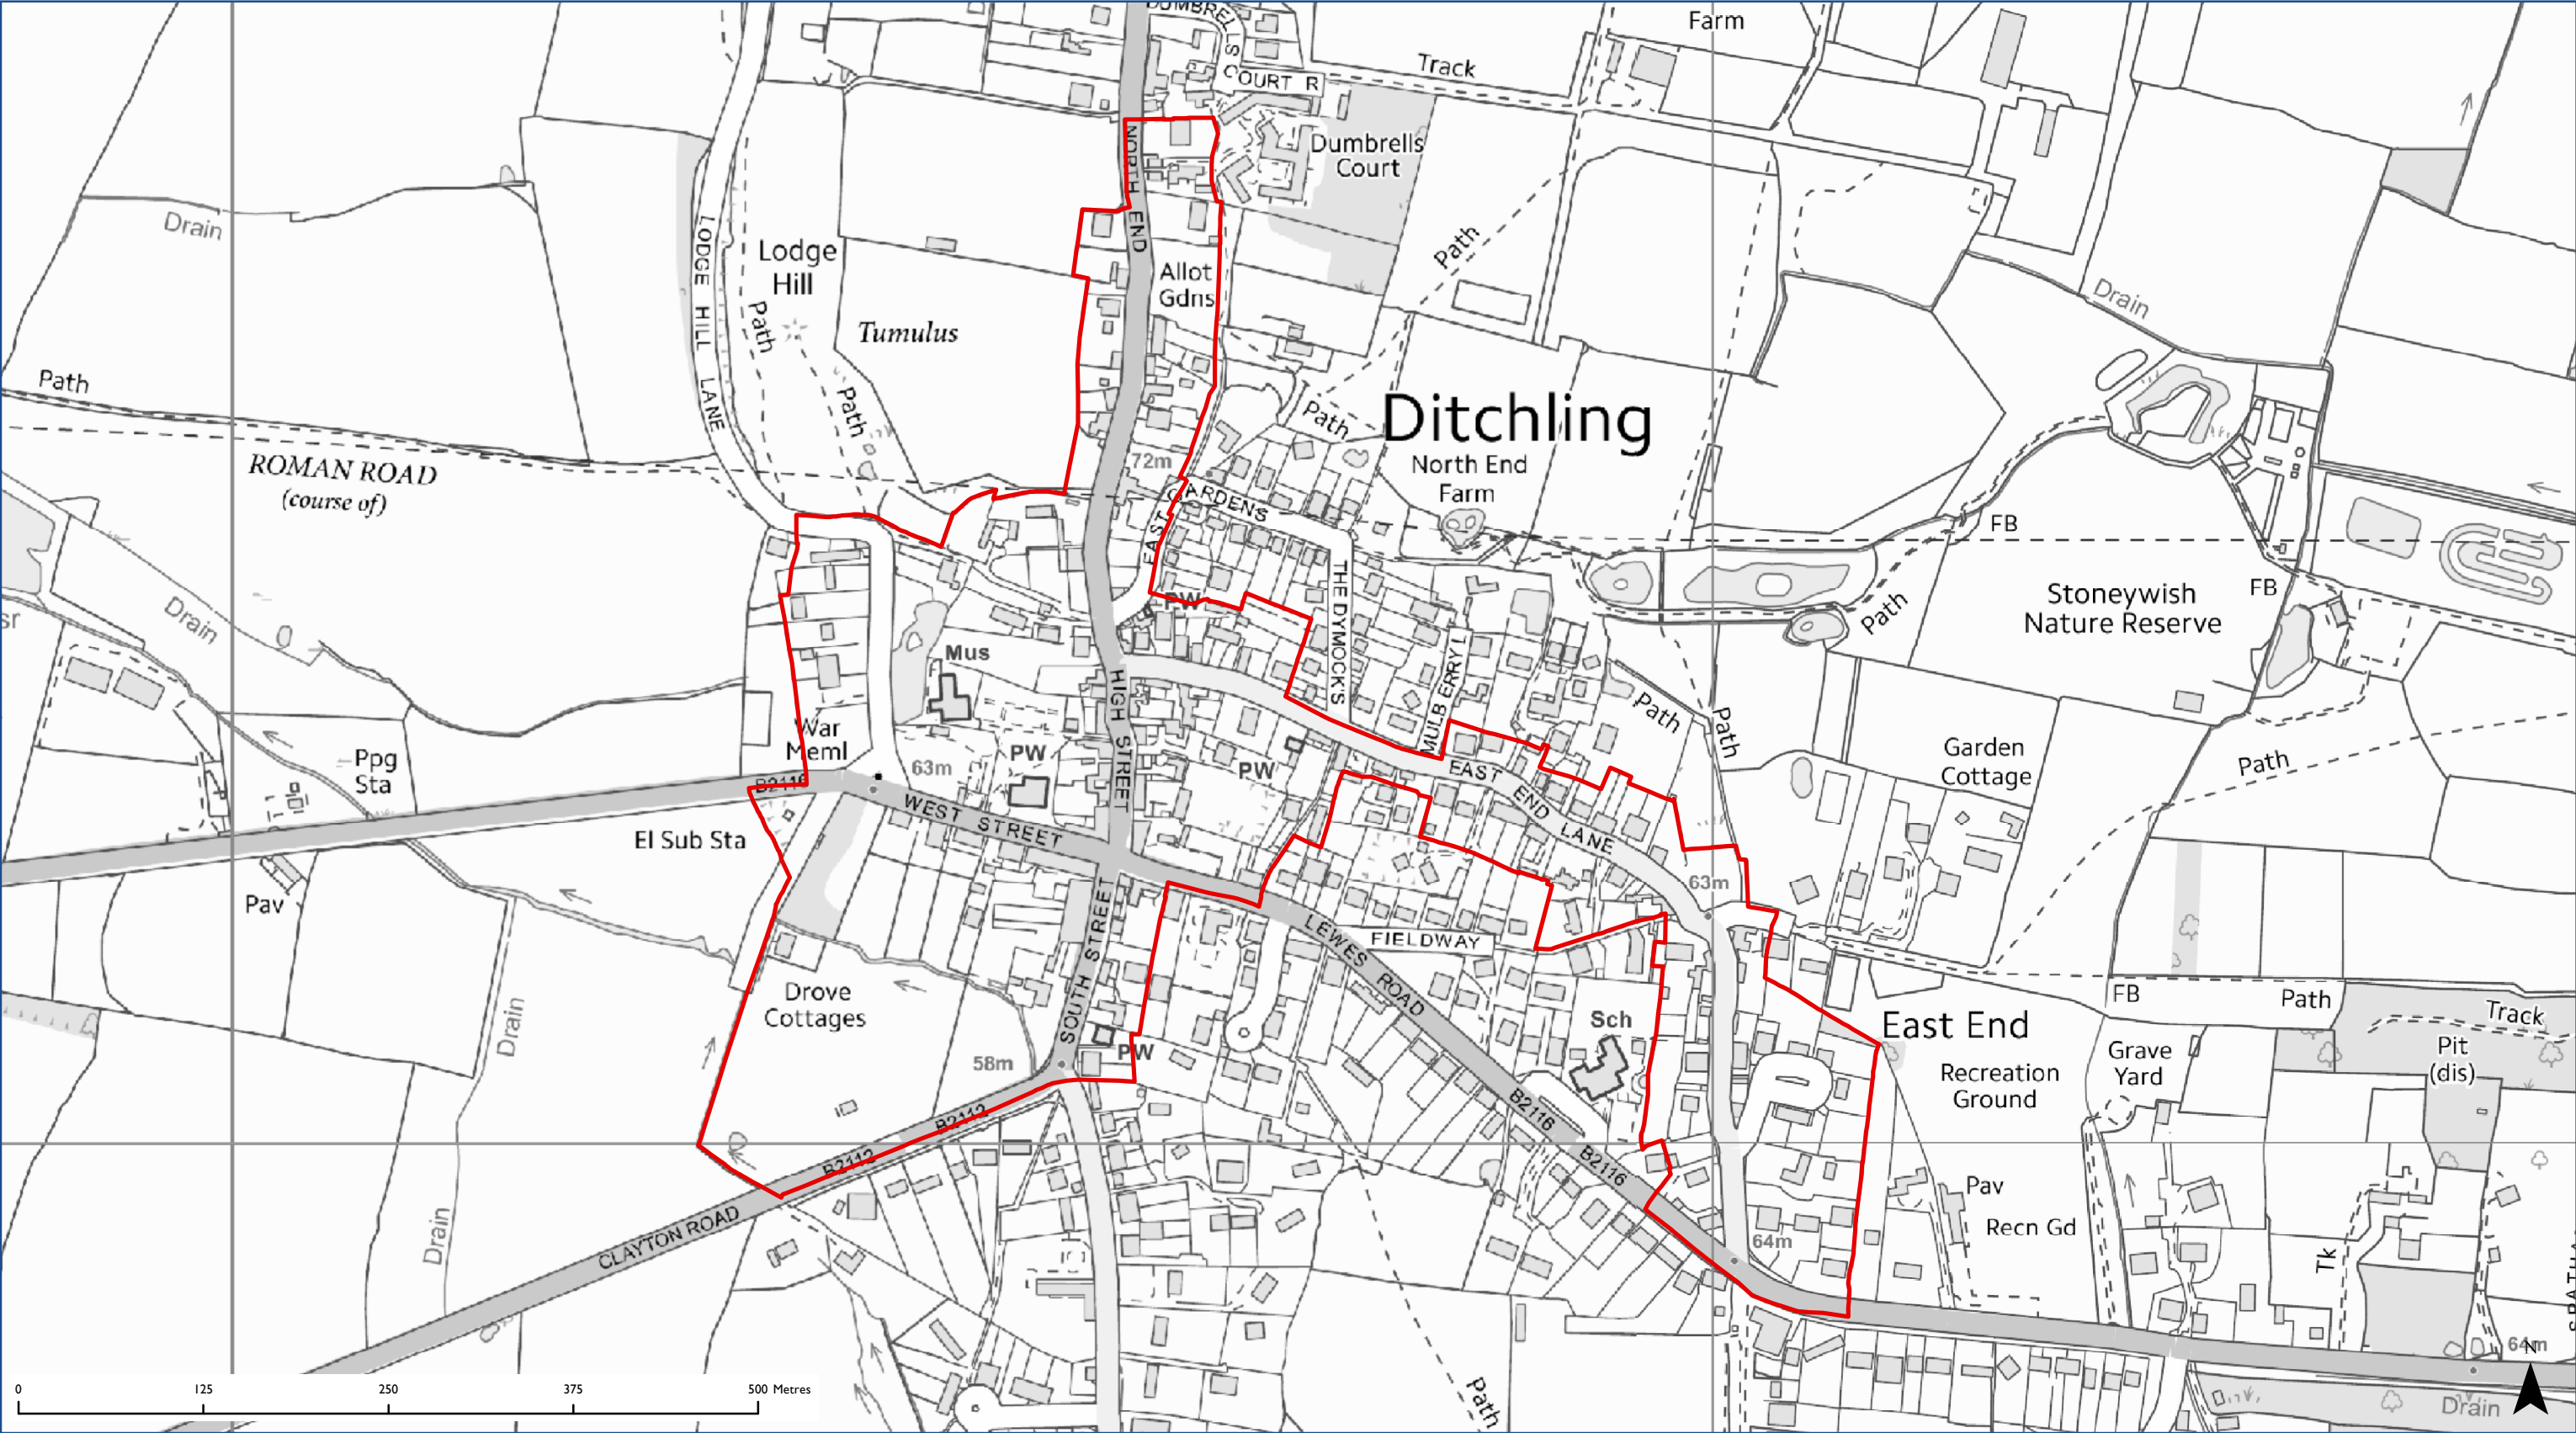 DUMBRELLS
COURT R
Farm
Track
Dumbrells
Court
NORTH END
Drain
LODGE HILL LANE
Lodge
Hill
Path
Allot
Gdns
Path
Drain
Tumulus
Path
Path
Path
Ditchling
North End
Farm
ROMAN ROAD
(course of)
72m
EAST
GARDENS
FB
Drain
THE DYMOCKS
Stoneywish
Nature Reserve
FB
Path
PW
Mus
MULBERRY L
HIGH STREET
Path
Path
War
Meml
PW
63m
PW
Ppg
Sta
B2116
EAST END LANE
Garden
Cottage
Path
WEST STREET
El Sub Sta
63m
Pav
LEWES ROAD
FIELDWAY
SOUTH STREET
Drove
Cottages
Drain
FB
Path
Track
Sch
East End
PW
58m
Recreation
Ground
Grave
Yard
Pit
(dis)
B2112
B2116
B2112
B2116
Pav
Recn Gd
CLAYTON ROAD
Drain
64m
Tk
64m
N
Path
Drain
0 125 250 375 500 Metres